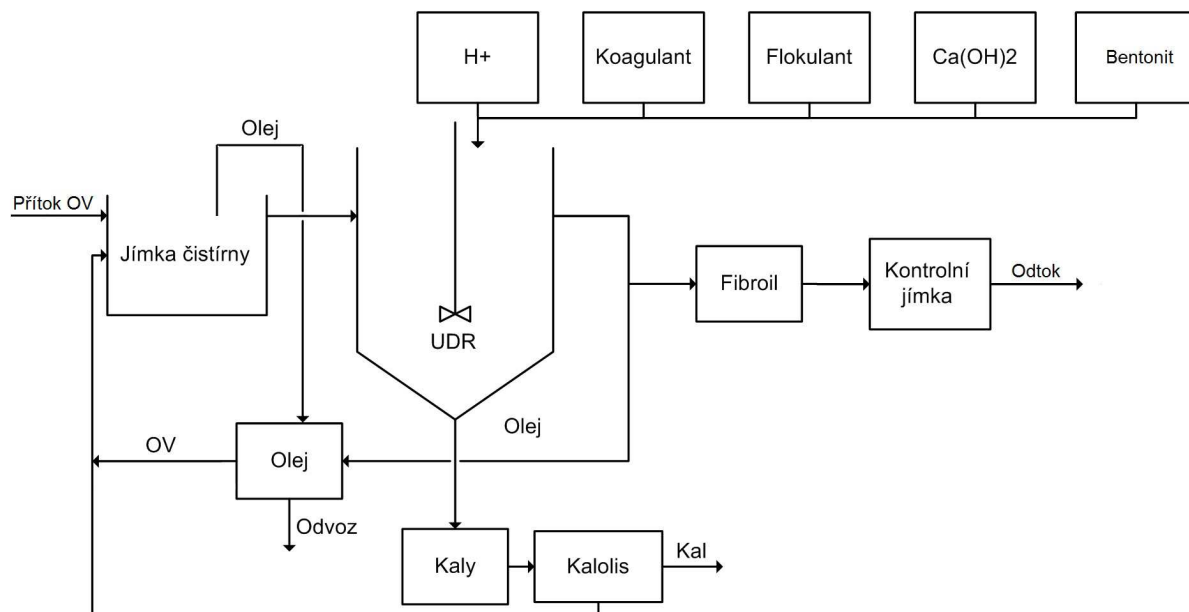 H+
Koagulant
Flokulant
Ca(OH)2
Bentonit
Olej
Přítok OV
Jímka čistírny
UDR
Fibroil
Kontrolní
jímka
Odtok
Olej
OV
Olej
Odvoz
Kaly
Kalolis
Kal